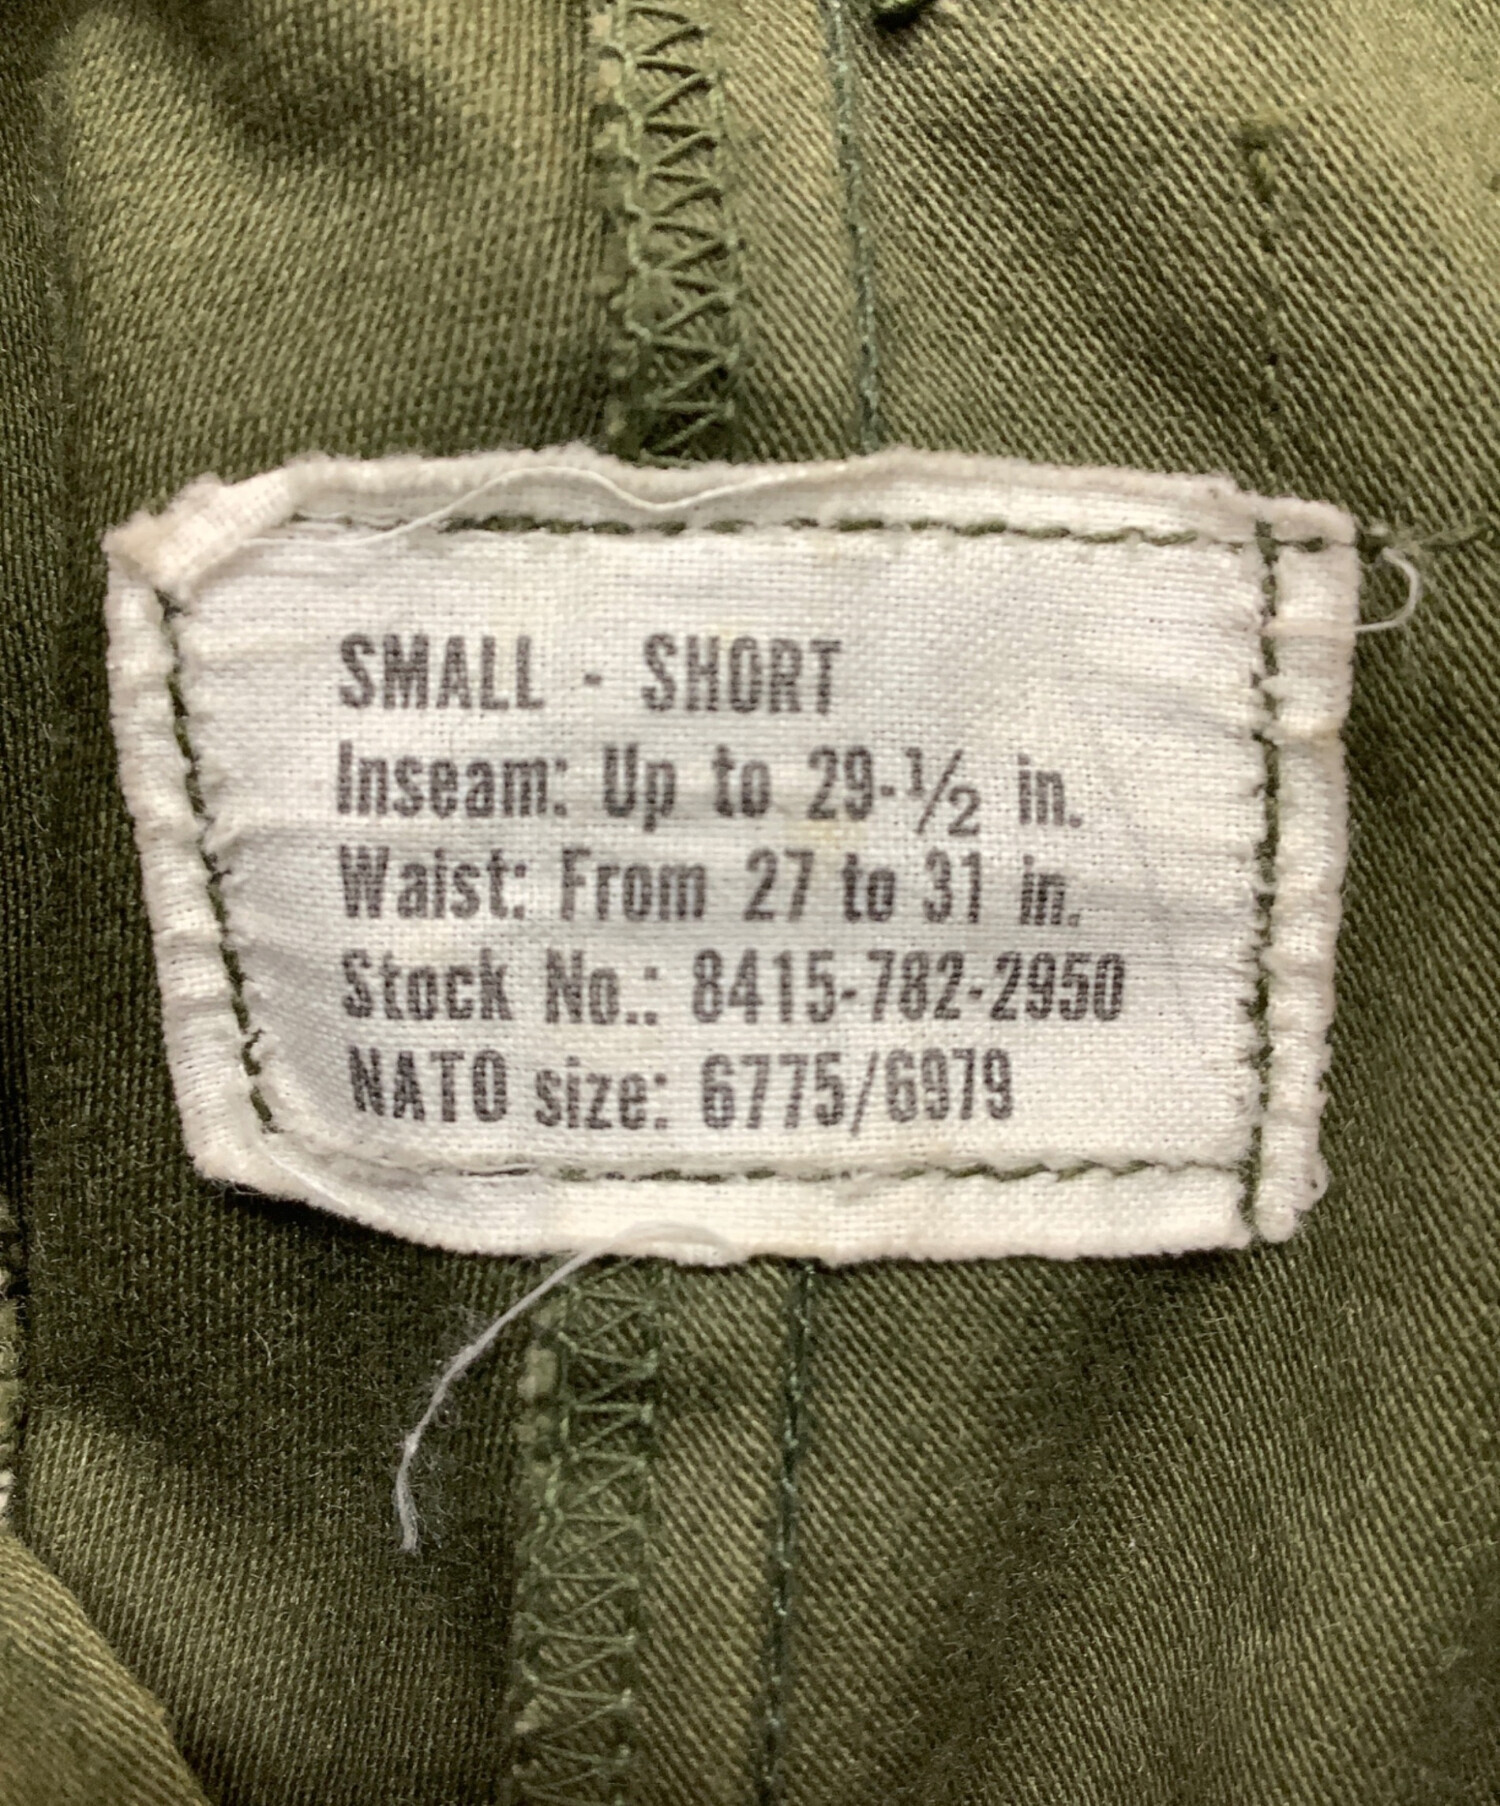 SMALL - SHORT
Inseam: Up to 29-1/2 in.
Waist: From 27 to 31 in.
Stock No.: 8415-782-2950
NATO size: 6775/6979